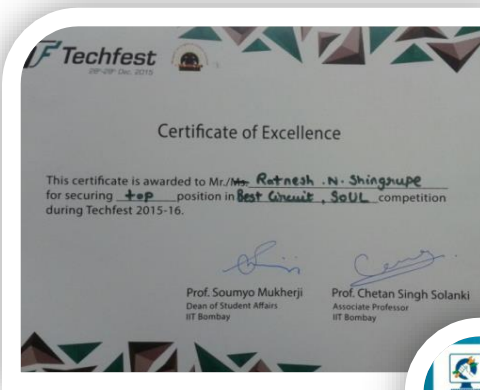 Techfest
26th-29th Dec, 2015
Certificate of Excellence
This certificate is awarded to Mr./Ms. Ratnesh .N. Shingrupe
for securing top position in Best Circuit , SoUL competition
during Techfest 2015-16.
Prof. Soumyo Mukherji Prof. Chetan Singh Solanki
Dean of Student Affairs Associate Professor
IIT Bombay IIT Bombay